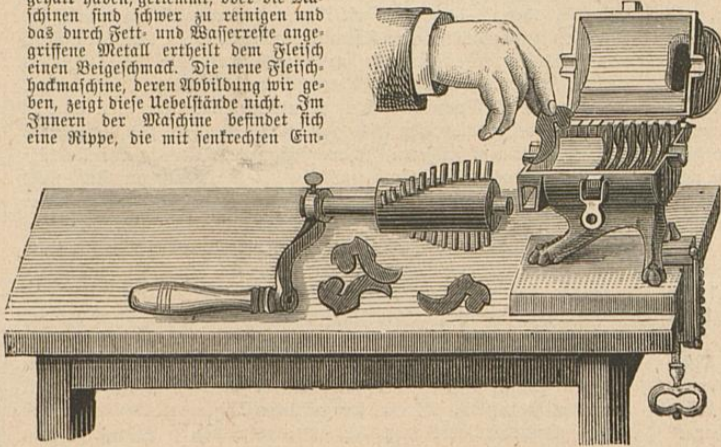 gehalt haben, geklemmt, oder die Ma-
schinen sind schwer zu reinigen und
das durch Fett- und Wasserreste ange-
griffene Metall ertheilt dem Fleisch
einen Beigeschmack. Die neue Fleisch-
hackmaschine, deren Abbildung wir ge-
ben, zeigt diese Uebelstände nicht. Im
Innern der Maschine befindet sich
eine Rippe, die mit senkrechten Ein-